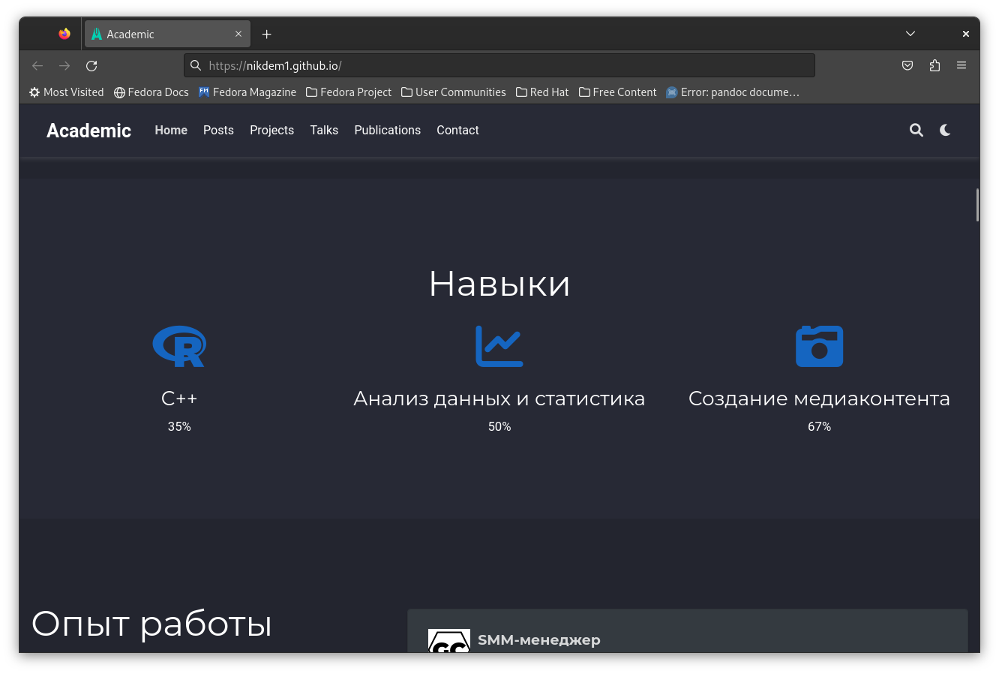 Academic
https://nikdem1.github.io/
Most Visited Fedora Docs Fedora Magazine Fedora Project User Communities Red Hat Free Content Error: pandoc docume…
Academic Home Posts Projects Talks Publications Contact
Навыки
C++ Анализ данных и статистика Создание медиаконтента
35% 50% 67%
Опыт работы
SMM-менеджер
GC